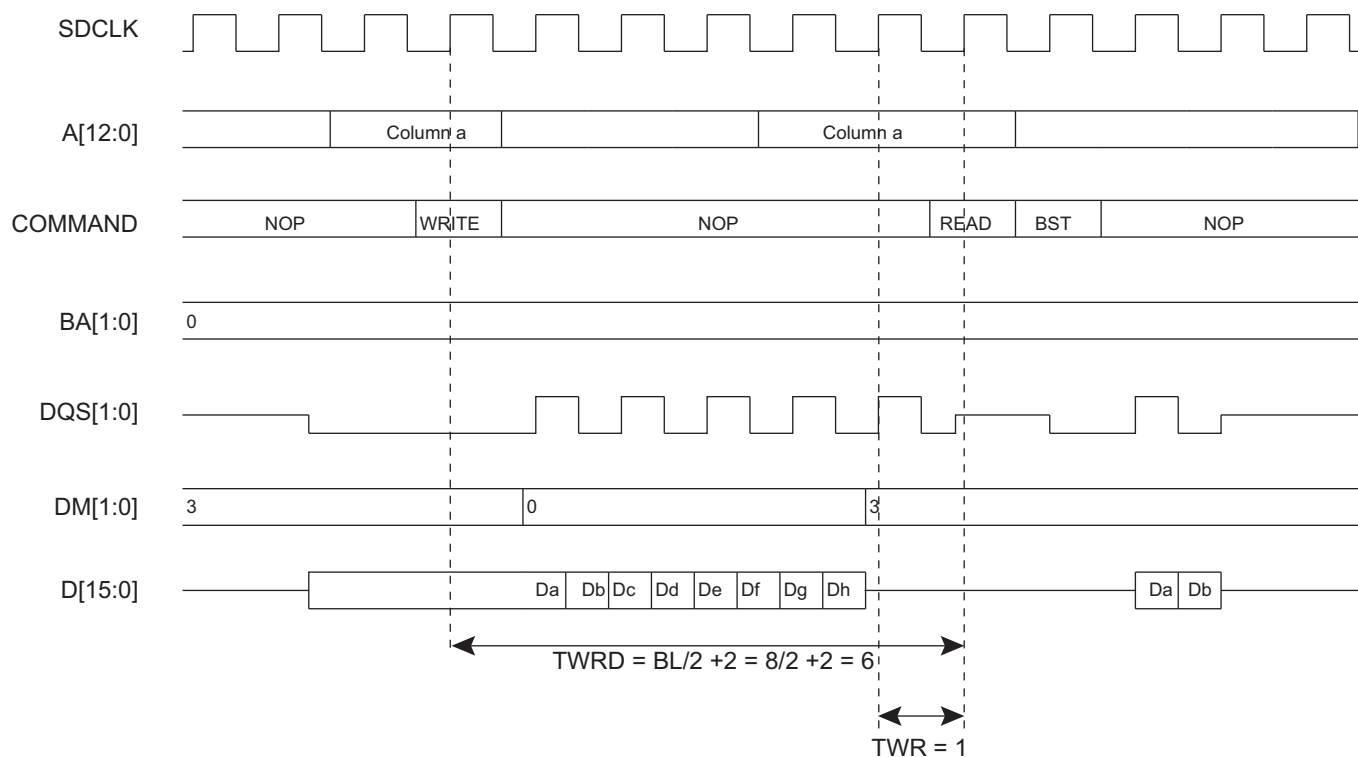 SDCLK
A[12:0] Column a Column a
COMMAND NOP WRITE NOP READ BST NOP
BA[1:0] 0
DQS[1:0]
DM[1:0] 3 0 3
D[15:0] Da Db Dc Dd De Df Dg Dh Da Db
TWRD = BL/2 +2 = 8/2 +2 = 6
TWR = 1